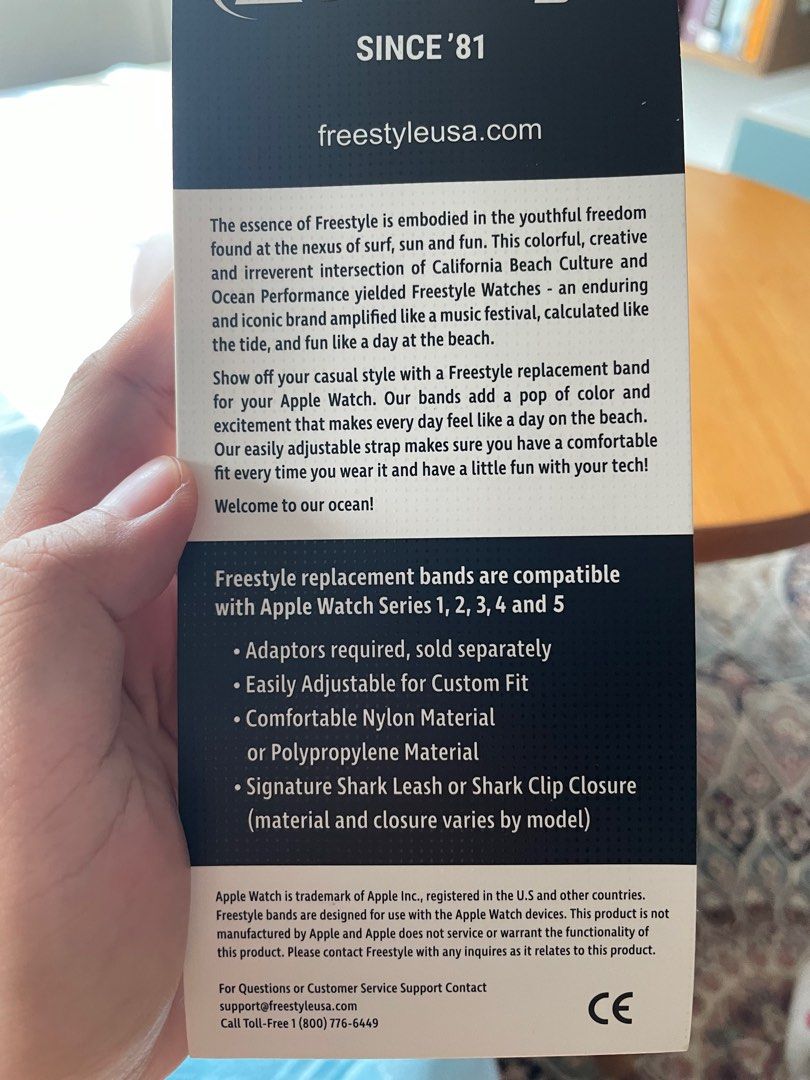 SINCE '81
freestyleusa.com
The essence of Freestyle is embodied in the youthful freedom
found at the nexus of surf, sun and fun. This colorful, creative
and irreverent intersection of California Beach Culture and
Ocean Performance yielded Freestyle Watches - an enduring
and iconic brand amplified like a music festival, calculated like
the tide, and fun like a day at the beach.
Show off your casual style with a Freestyle replacement band
for your Apple Watch. Our bands add a pop of color and
excitement that makes every day feel like a day on the beach.
Our easily adjustable strap makes sure you have a comfortable
fit every time you wear it and have a little fun with your tech!
Welcome to our ocean!
Freestyle replacement bands are compatible
with Apple Watch Series 1, 2, 3, 4 and 5
• Adaptors required, sold separately
• Easily Adjustable for Custom Fit
• Comfortable Nylon Material
or Polypropylene Material
• Signature Shark Leash or Shark Clip Closure
(material and closure varies by model)
Apple Watch is trademark of Apple Inc., registered in the U.S and other countries.
Freestyle bands are designed for use with the Apple Watch devices. This product is not
manufactured by Apple and Apple does not service or warrant the functionality of
this product. Please contact Freestyle with any inquires as it relates to this product.
For Questions or Customer Service Support Contact
support@freestyleusa.com
Call Toll-Free 1 (800) 776-6449
CE